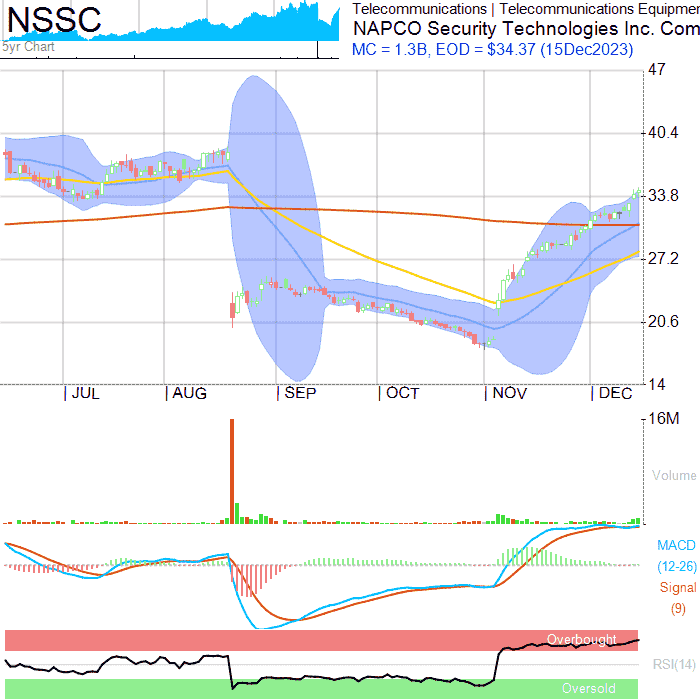 NSSC
5yr Chart
Telecommunications | Telecommunications Equipmen
NAPCO Security Technologies Inc. Com
MC = 1.3B, EOD = $34.37 (15Dec2023)
47
40.4
33.8
27.2
20.6
14
JUL AUG SEP OCT NOV DEC
16M
Volume
MACD
(12-26)
Signal
(9)
Overbought
RSI(14)
Oversold